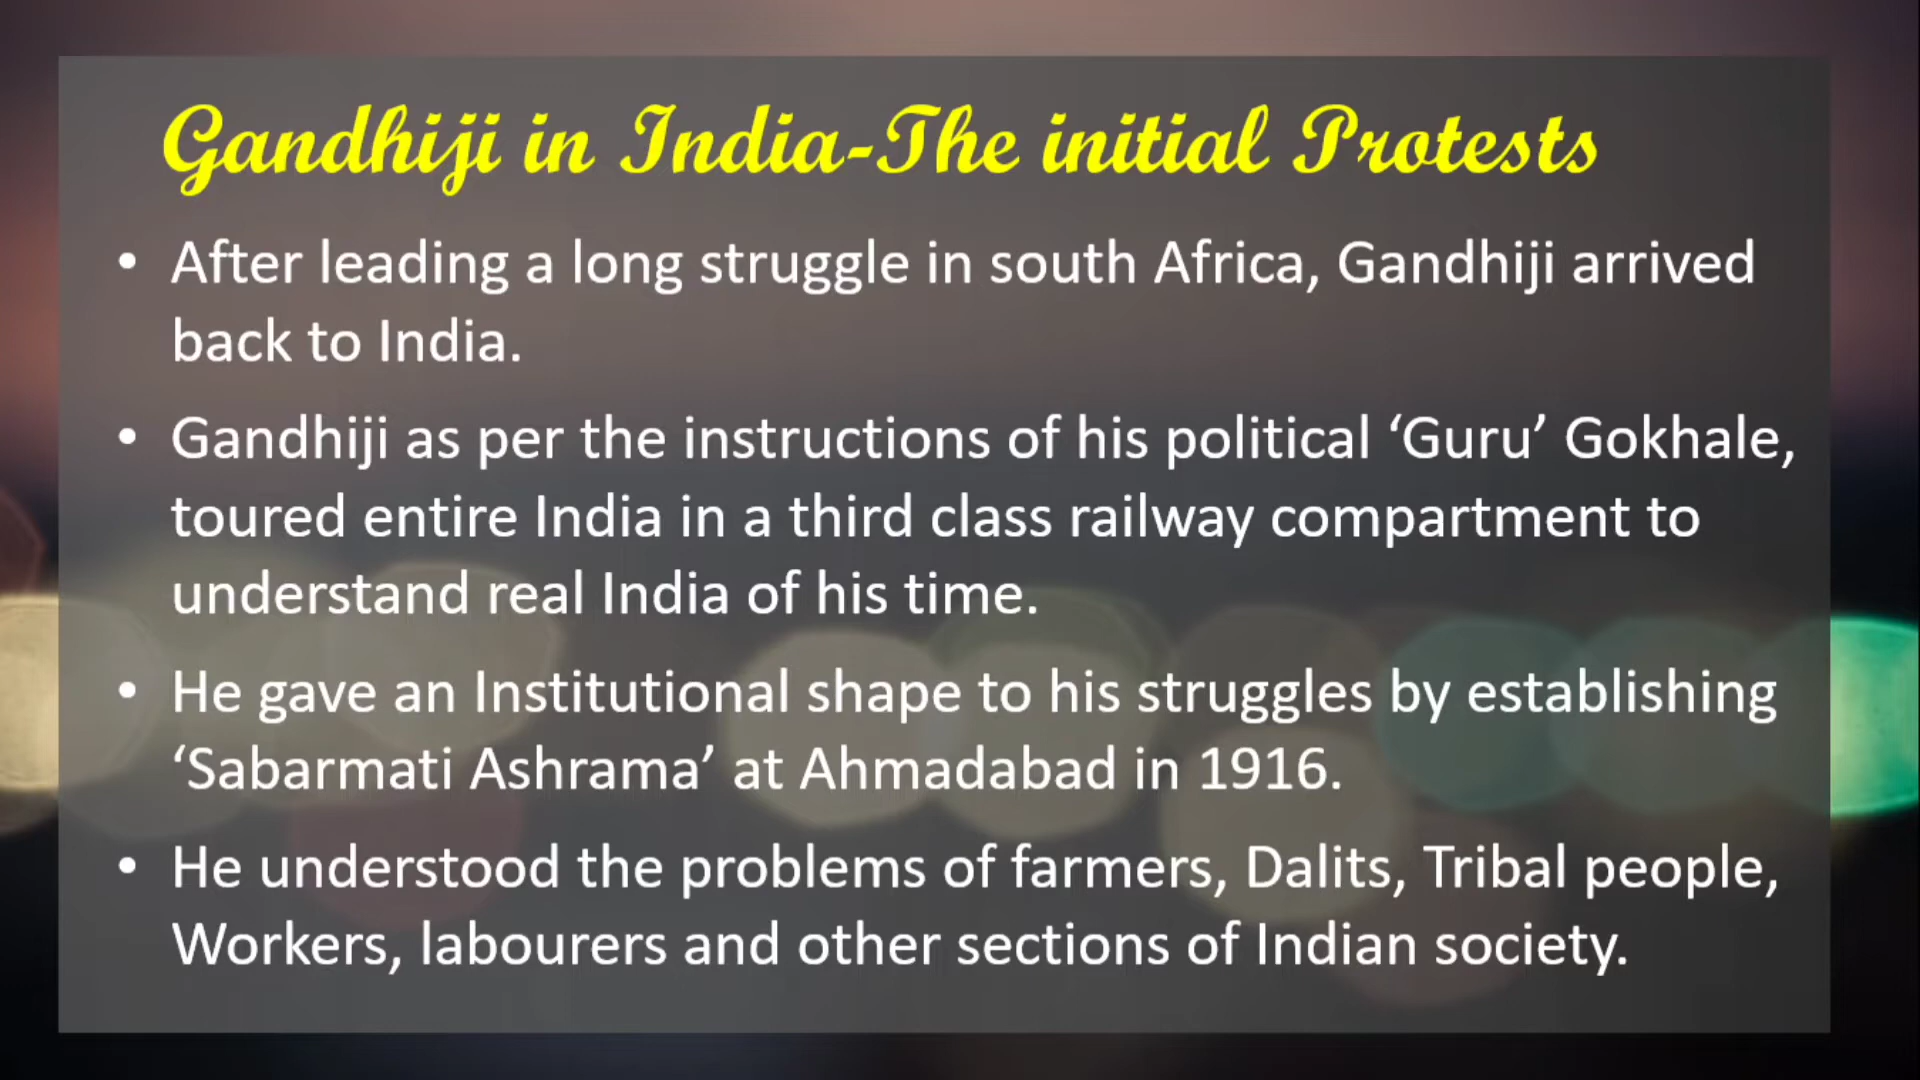 Gandhiji in India-The initial Protests
• After leading a long struggle in south Africa, Gandhiji arrived
back to India.
• Gandhiji as per the instructions of his political ‘Guru’ Gokhale,
toured entire India in a third class railway compartment to
understand real India of his time.
• He gave an Institutional shape to his struggles by establishing
‘Sabarmati Ashrama’ at Ahmadabad in 1916.
• He understood the problems of farmers, Dalits, Tribal people,
Workers, labourers and other sections of Indian society.